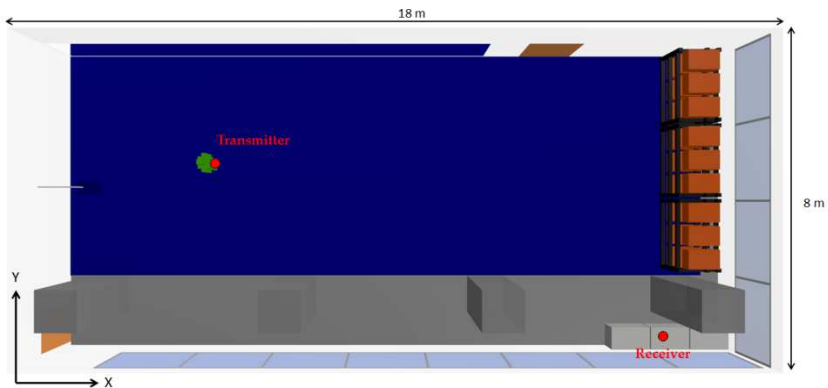 18 m
Transmitter
8 m
Y
Receiver
X